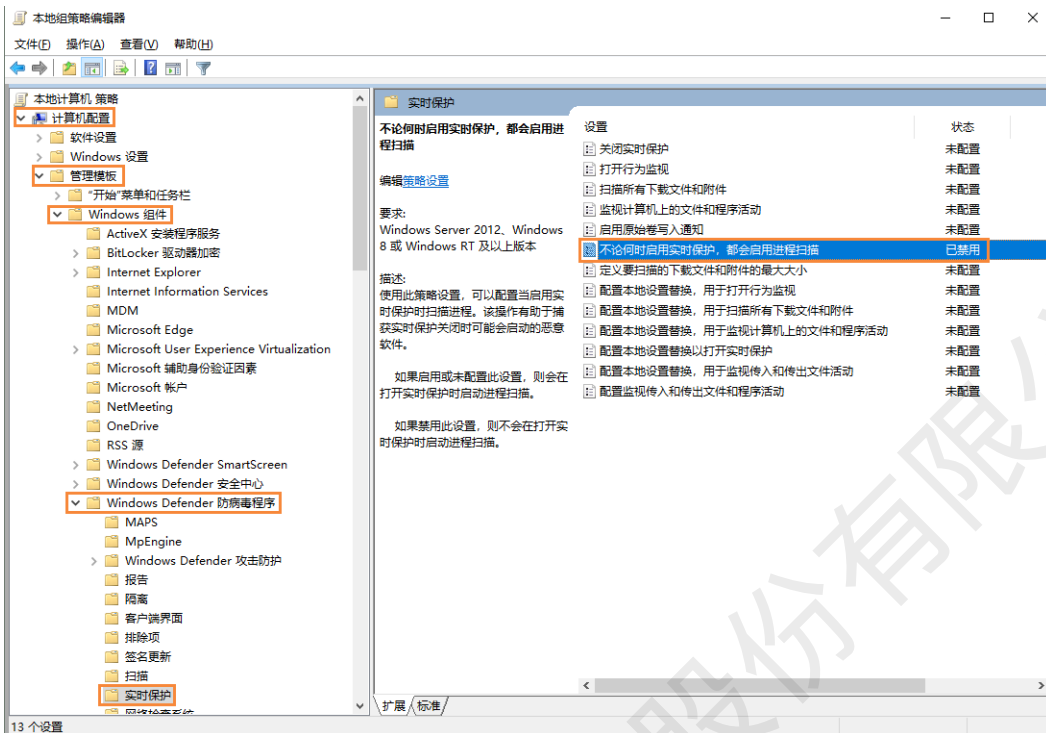 本地组策略编辑器
文件(F) 操作(A) 查看(V) 帮助(H)
本地计算机 策略
计算机配置
软件设置
Windows 设置
管理模板
"开始"菜单和任务栏
Windows 组件
ActiveX 安装程序服务
BitLocker 驱动器加密
Internet Explorer
Internet Information Services
MDM
Microsoft Edge
Microsoft User Experience Virtualization
Microsoft 辅助身份验证因素
Microsoft 帐户
NetMeeting
OneDrive
RSS 源
Windows Defender SmartScreen
Windows Defender 安全中心
Windows Defender 防病毒程序
MAPS
MpEngine
Windows Defender 攻击防护
报告
隔离
客户端界面
排除项
签名更新
扫描
实时保护
网络检查系统
实时保护
不论何时启用实时保护，都会启用进
程扫描
编辑策略设置
要求:
Windows Server 2012、Windows
8 或 Windows RT 及以上版本
描述:
使用此策略设置，可以配置当启用实
时保护时扫描进程。该操作有助于捕
获实时保护关闭时可能会启动的恶意
软件。
如果启用或未配置此设置，则会在
打开实时保护时启动进程扫描。
如果禁用此设置，则不会在打开实
时保护时启动进程扫描。
设置 状态
关闭实时保护 未配置
打开行为监视 未配置
扫描所有下载文件和附件 未配置
监视计算机上的文件和程序活动 未配置
启用原始卷写入通知 未配置
不论何时启用实时保护，都会启用进程扫描 已禁用
定义要扫描的下载文件和附件的最大大小 未配置
配置本地设置替换，用于打开行为监视 未配置
配置本地设置替换，用于扫描所有下载文件和附件 未配置
配置本地设置替换，用于监视计算机上的文件和程序活动 未配置
配置本地设置替换以打开实时保护 未配置
配置本地设置替换，用于监视传入和传出文件活动 未配置
配置监视传入和传出文件和程序活动 未配置
扩展 标准
13 个设置
股份有限